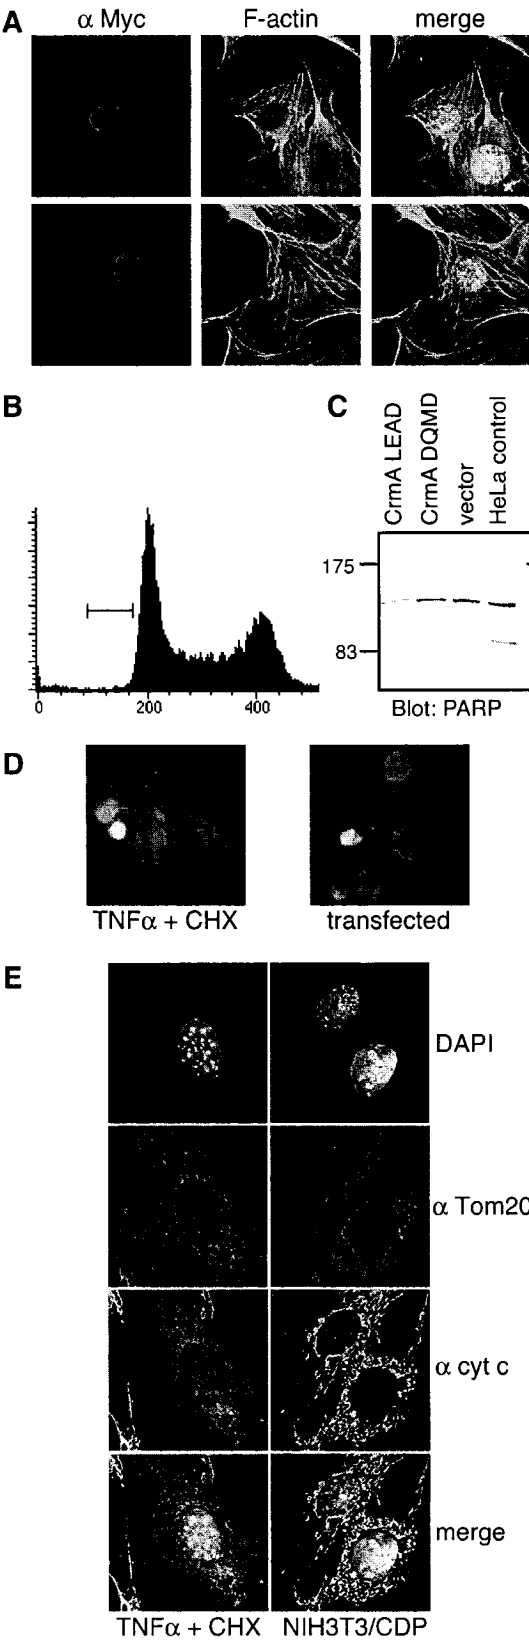 A
α Myc F-actin merge
B
C
CrmA LEAD
CrmA DQMD
vector
HeLa control
175
83
0 200 400
Blot: PARP
D
TNFα + CHX transfected
E
DAPI
α Tom20
α cyt c
merge
TNFα + CHX NIH3T3/CDP